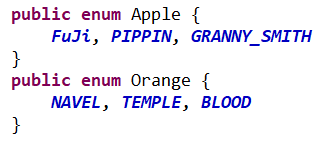 public enum Apple {
    FuJi, PIPPIN, GRANNY_SMITH
}
public enum Orange {
    NAVEL, TEMPLE, BLOOD
}